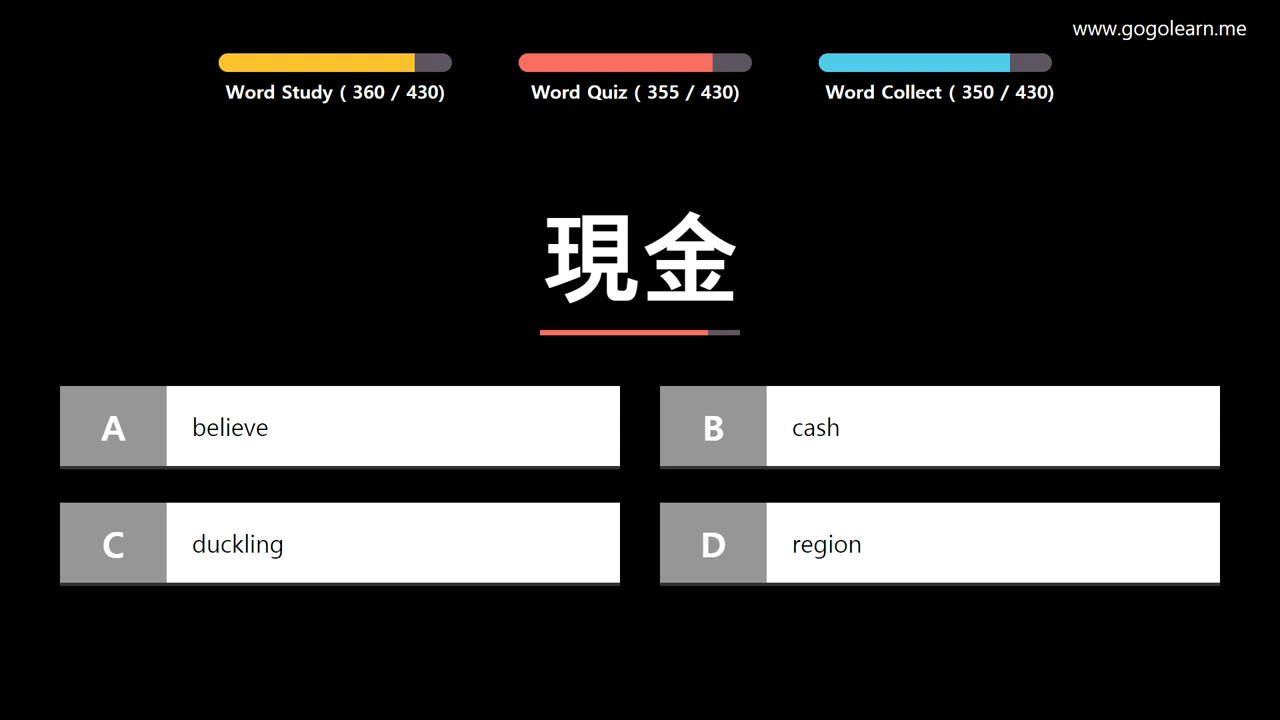 www.gogolearn.me
Word Study ( 360 / 430)
Word Quiz ( 355 / 430)
Word Collect ( 350 / 430)
現金
A believe
B cash
C duckling
D region